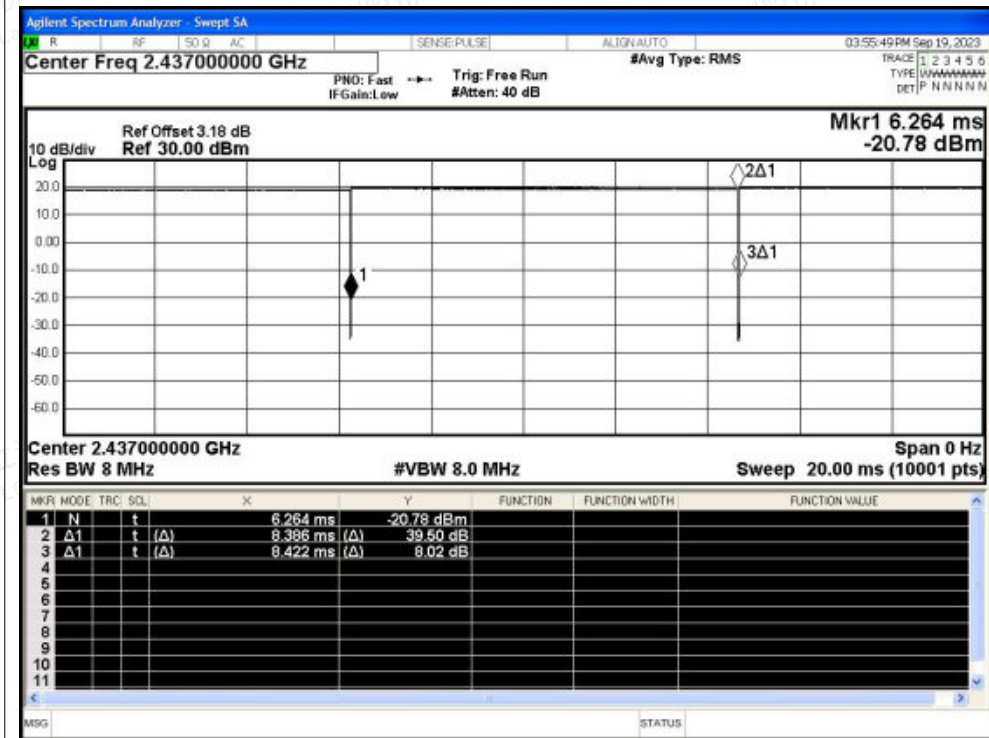 Agilent Spectrum Analyzer - Swept SA
R RF 50 Ω AC SENSE:PULSE ALIGN AUTO 03:55:49 PM Sep 19, 2023
Center Freq 2.437000000 GHz #Avg Type: RMS TRACE 1 2 3 4 5 6
PNO: Fast Trig: Free Run TYPE
IFGain:Low #Atten: 40 dB DET P N N N N N
Mkr1 6.264 ms
Ref Offset 3.18 dB
10 dB/div Ref 30.00 dBm -20.78 dBm
Log
2Δ1
20.0
10.0
0.00
3Δ1
-10.0
1
-20.0
-30.0
-40.0
-50.0
-60.0
Center 2.437000000 GHz Span 0 Hz
Res BW 8 MHz #VBW 8.0 MHz Sweep 20.00 ms (10001 pts)
MKR MODE TRC SCL X Y FUNCTION FUNCTION WIDTH FUNCTION VALUE
1 N t 6.264 ms -20.78 dBm
2 Δ1 t (Δ) 8.386 ms (Δ) 39.50 dB
3 Δ1 t (Δ) 8.422 ms (Δ) 8.02 dB
4
5
6
7
8
9
10
11
MSG STATUS